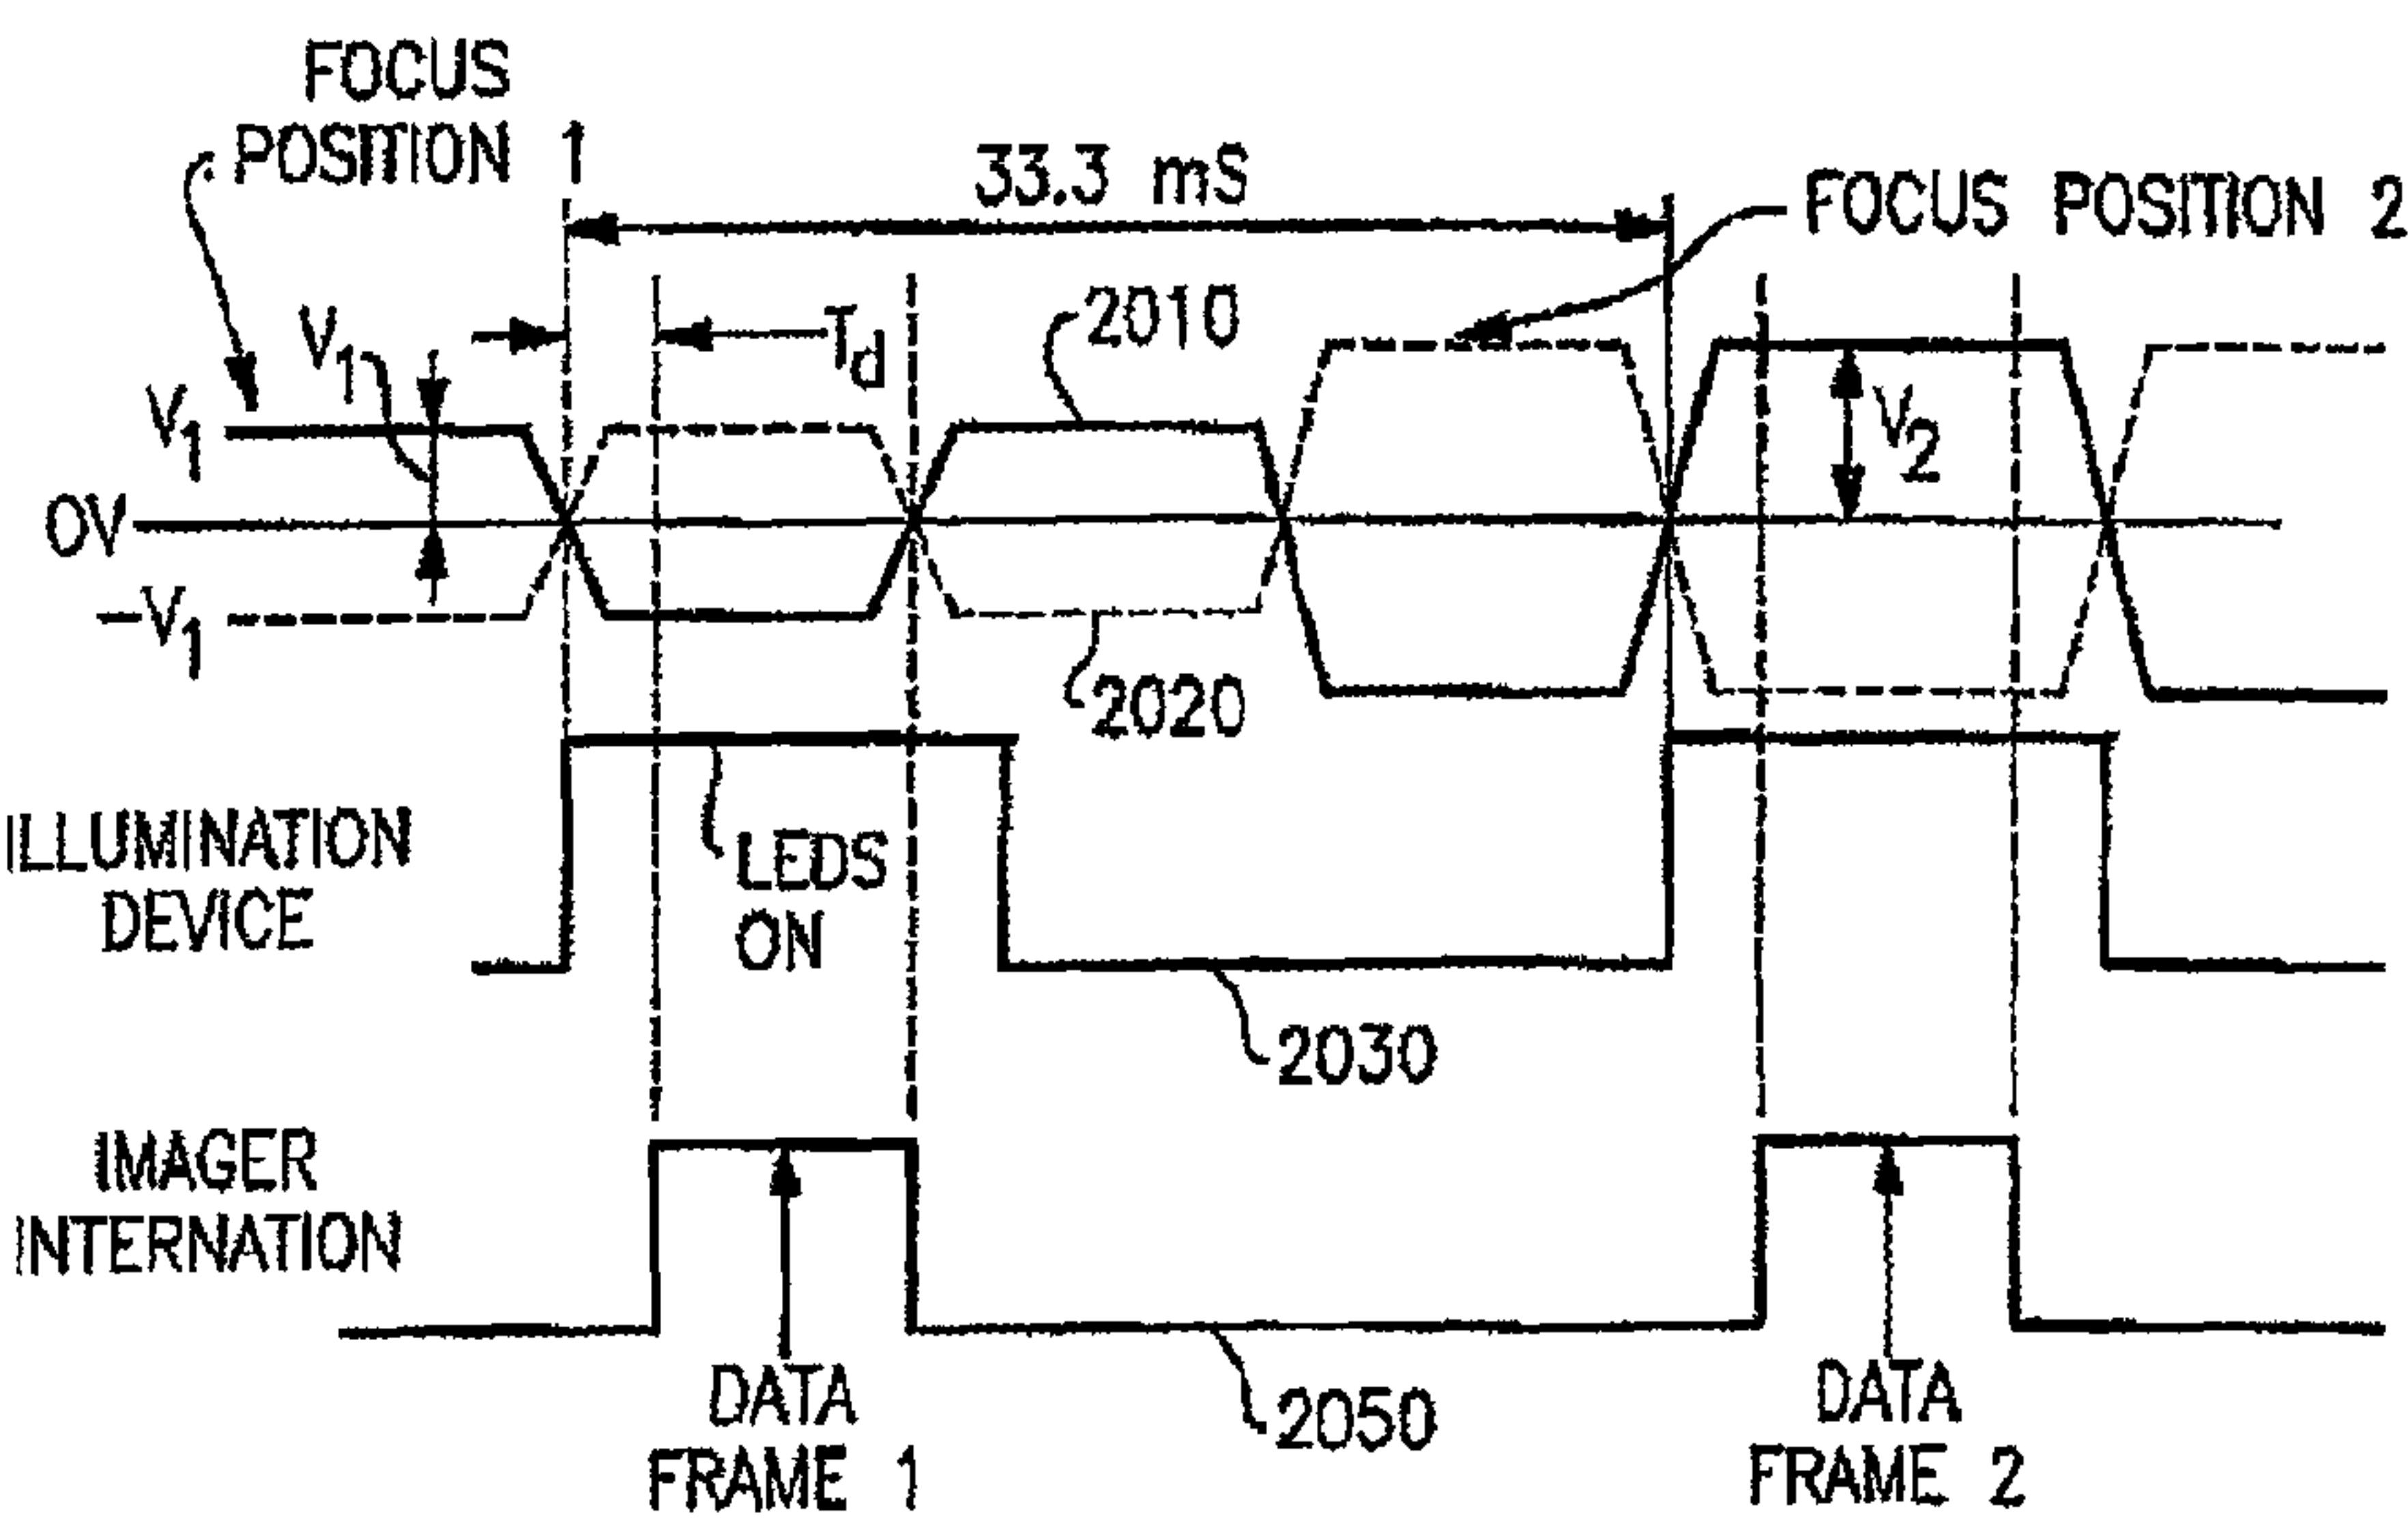 FOCUS
POSITION 1
33.3 mS
FOCUS POSITION 2
V1
Td
2010
V1
V2
0V
-V1
2020
ILLUMINATION
DEVICE
LEDS
ON
2030
IMAGER
INTERNATION
DATA
FRAME 1
2050
DATA
FRAME 2